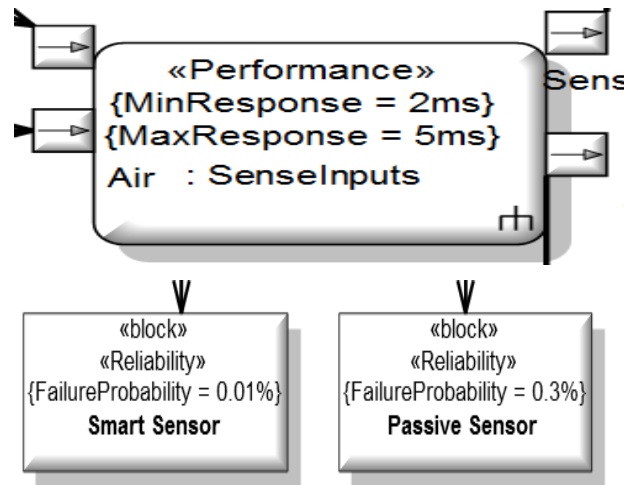 «Performance»
{MinResponse = 2ms}
{MaxResponse = 5ms}
Air : SenseInputs
Sens
«block»
«Reliability»
{FailureProbability = 0.01%}
Smart Sensor
«block»
«Reliability»
{FailureProbability = 0.3%}
Passive Sensor